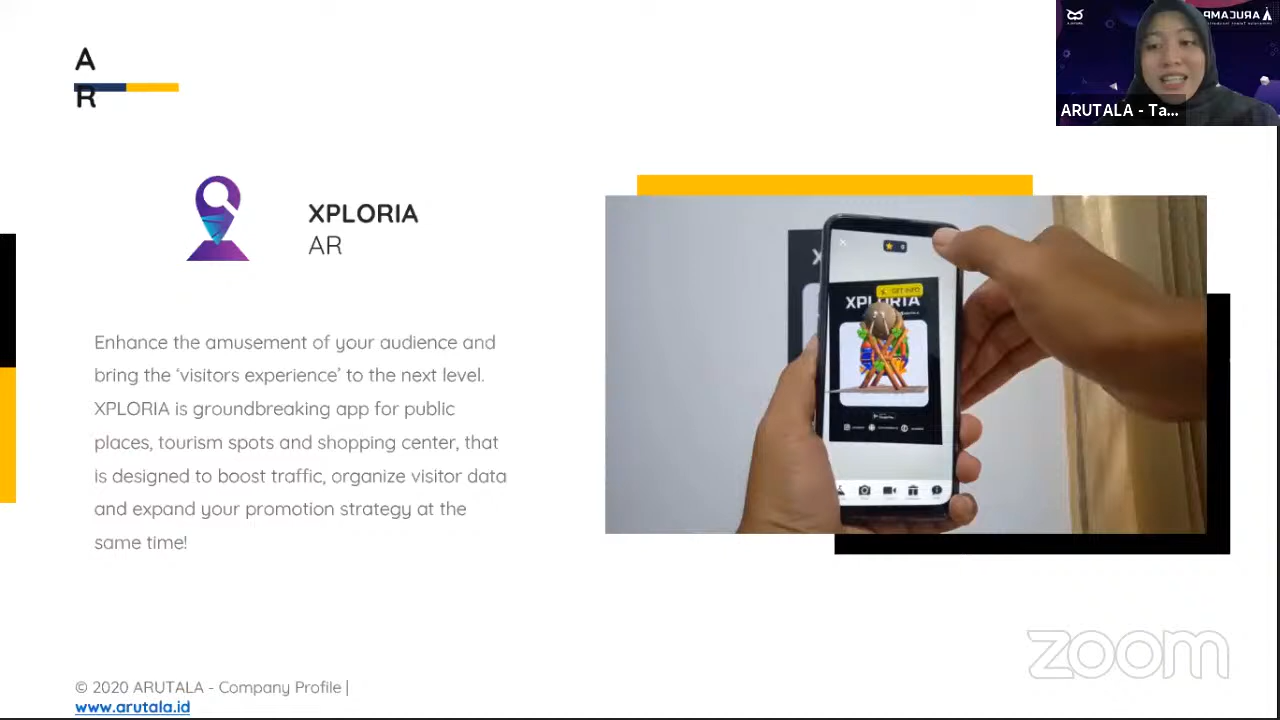 A
R
XPLORIA
AR
Enhance the amusement of your audience and
bring the ‘visitors experience’ to the next level.
XPLORIA is groundbreaking app for public
places, tourism spots and shopping center, that
is designed to boost traffic, organize visitor data
and expand your promotion strategy at the
same time!
GET INFO
XPLORIA
ARUCAMP
ARUTALA - Ta...
zoom
© 2020 ARUTALA - Company Profile |
www.arutala.id